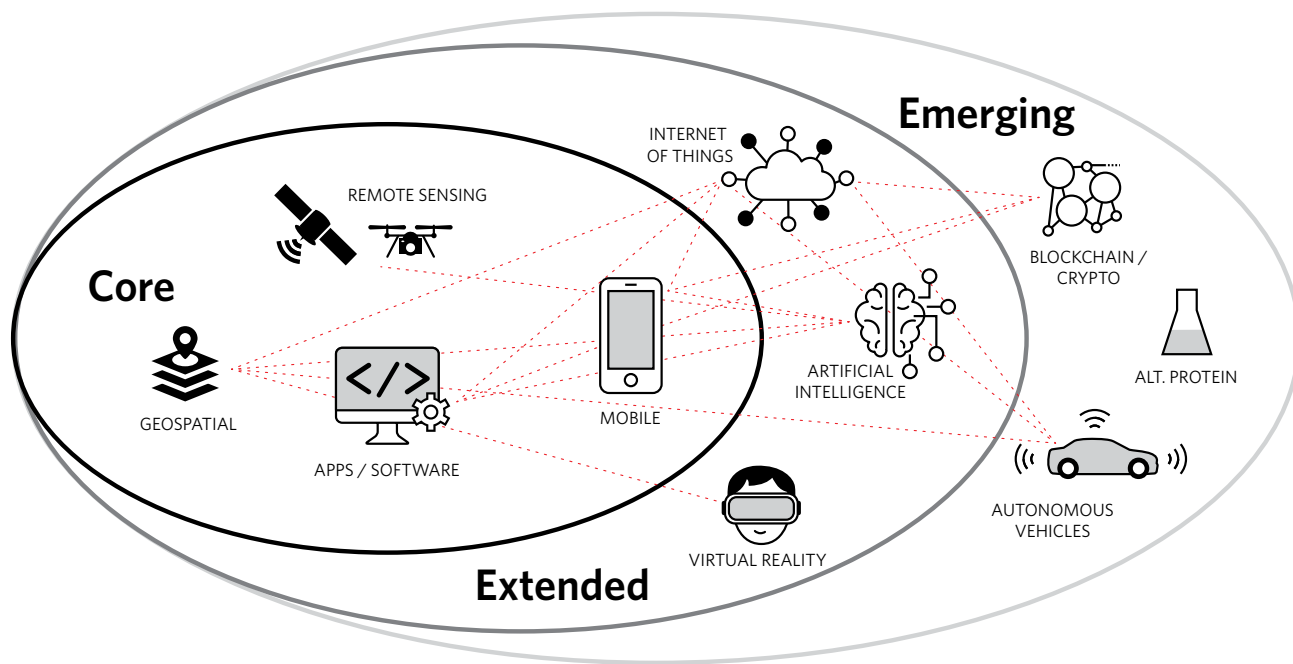 Emerging
INTERNET
OF THINGS
REMOTE SENSING
BLOCKCHAIN /
CRYPTO
Core
ARTIFICIAL
INTELLIGENCE
ALT. PROTEIN
GEOSPATIAL
</>
MOBILE
APPS / SOFTWARE
AUTONOMOUS
VEHICLES
VIRTUAL REALITY
Extended